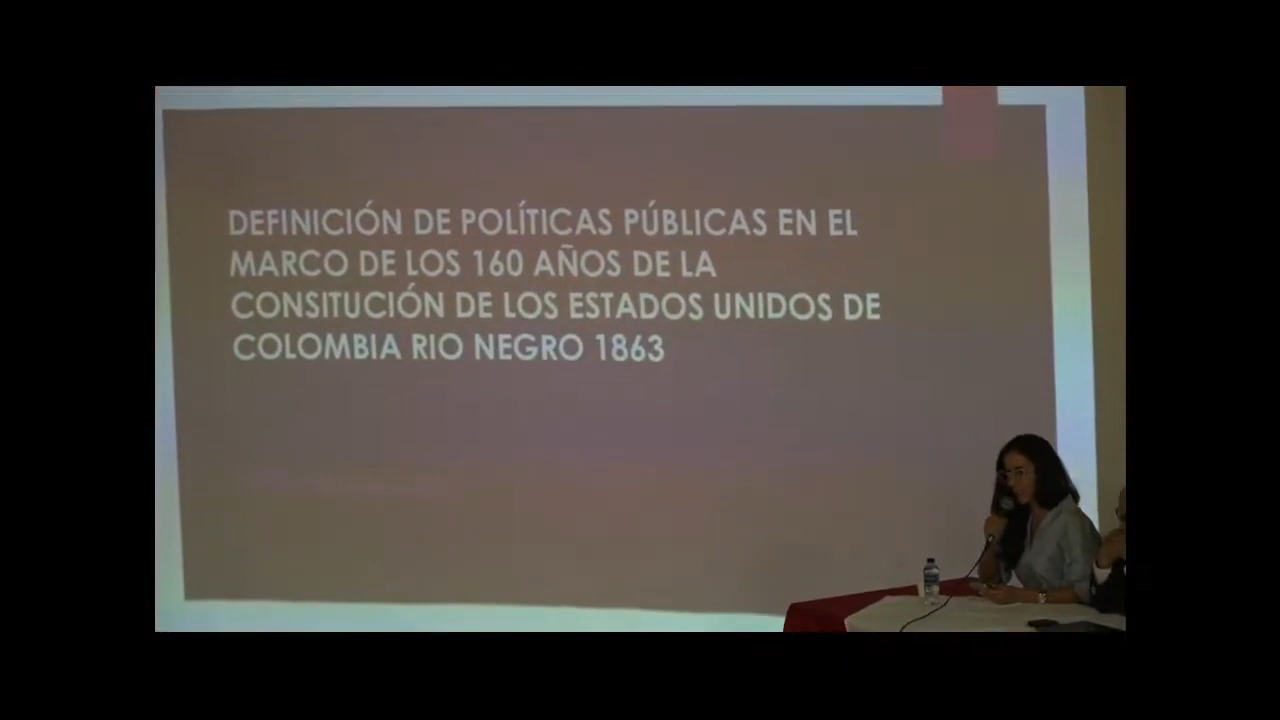 DEFINICIÓN DE POLÍTICAS PÚBLICAS EN EL
MARCO DE LOS 160 AÑOS DE LA
CONSITUCIÓN DE LOS ESTADOS UNIDOS DE
COLOMBIA RIO NEGRO 1863